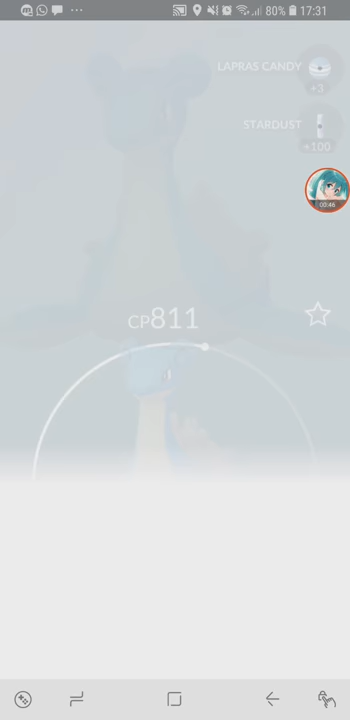 80% 17:31
LAPRAS CANDY
+3
STARDUST
+100
00:46
CP811